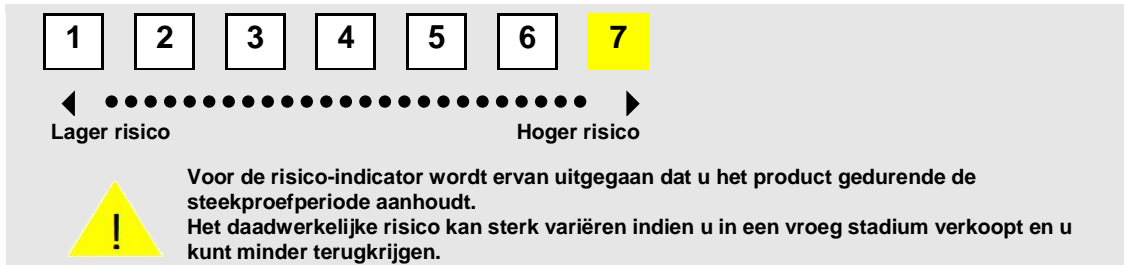 1 2 3 4 5 6 7
Lager risico Hoger risico
!
Voor de risico-indicator wordt ervan uitgegaan dat u het product gedurende de
steekproefperiode aanhoudt.
Het daadwerkelijke risico kan sterk variëren indien u in een vroeg stadium verkoopt en u
kunt minder terugkrijgen.